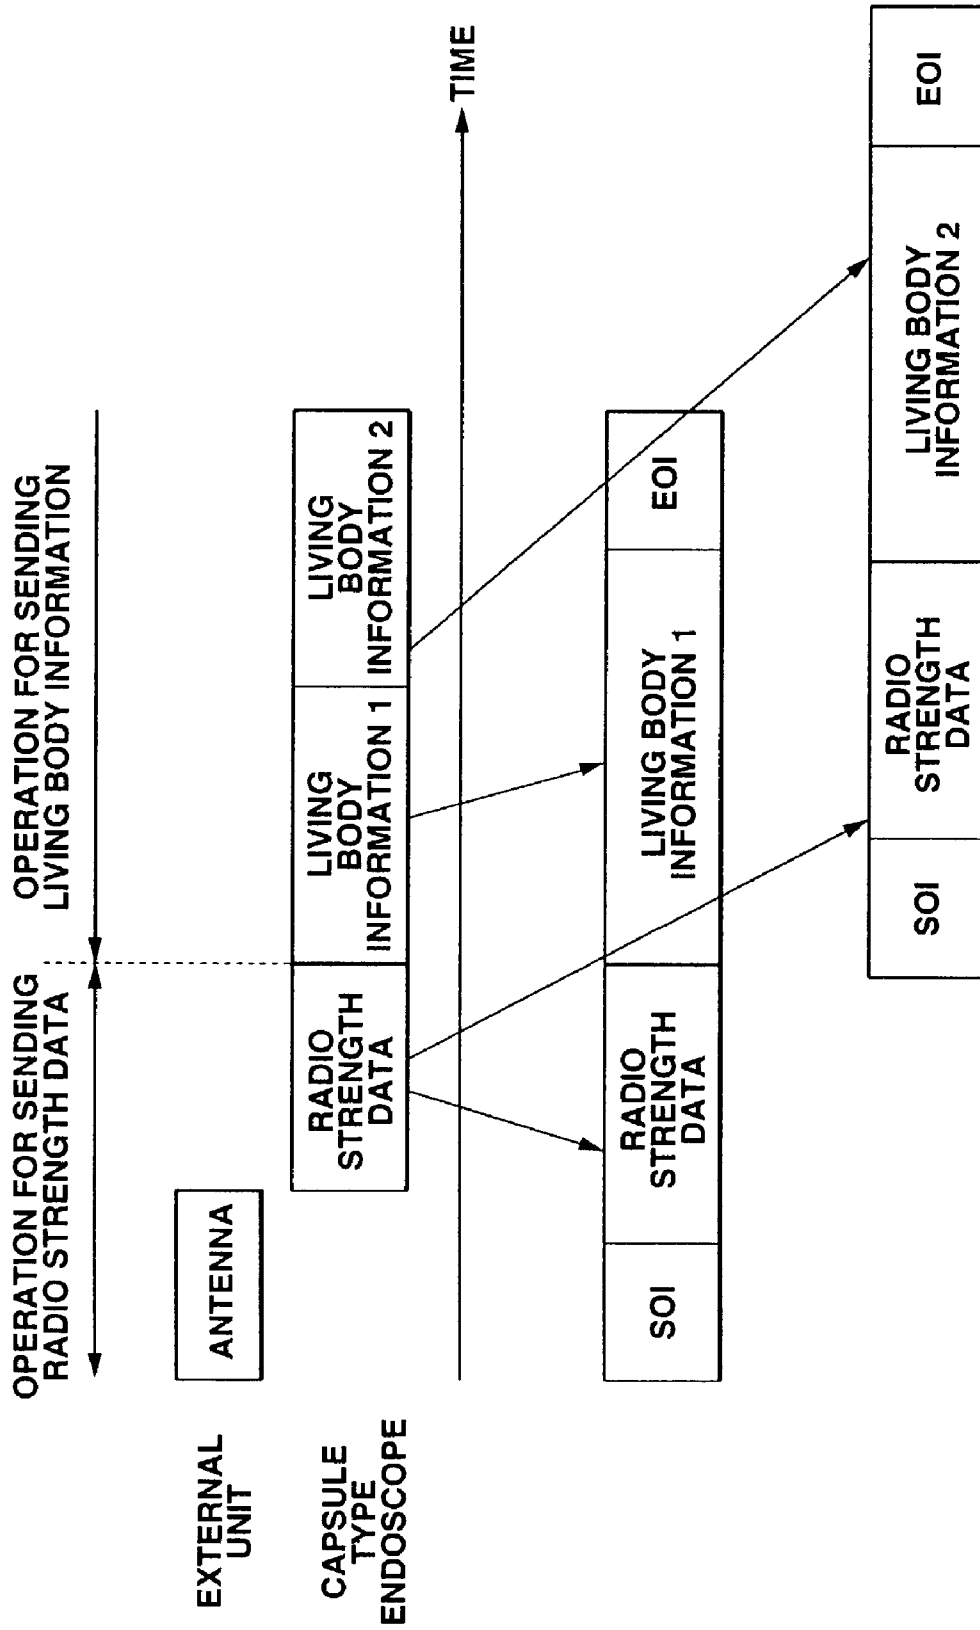 OPERATION FOR SENDING
RADIO STRENGTH DATA
OPERATION FOR SENDING
LIVING BODY INFORMATION
EXTERNAL
UNIT
ANTENNA
CAPSULE
TYPE
ENDOSCOPE
RADIO
STRENGTH
DATA
LIVING
BODY
INFORMATION 1
LIVING
BODY
INFORMATION 2
TIME
SOI
RADIO
STRENGTH
DATA
LIVING BODY
INFORMATION 1
EOI
SOI
RADIO
STRENGTH
DATA
LIVING BODY
INFORMATION 2
EOI